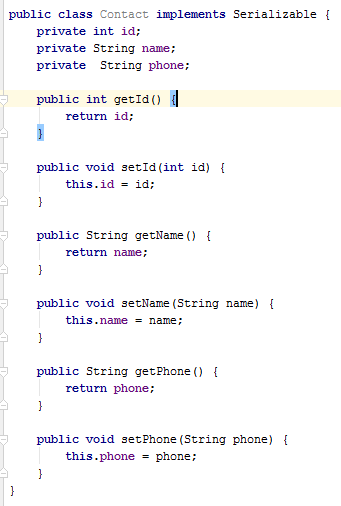 public class Contact implements Serializable {
    private int id;
    private String name;
    private  String phone;

    public int getId() {
        return id;
    }

    public void setId(int id) {
        this.id = id;
    }

    public String getName() {
        return name;
    }

    public void setName(String name) {
        this.name = name;
    }

    public String getPhone() {
        return phone;
    }

    public void setPhone(String phone) {
        this.phone = phone;
    }
}